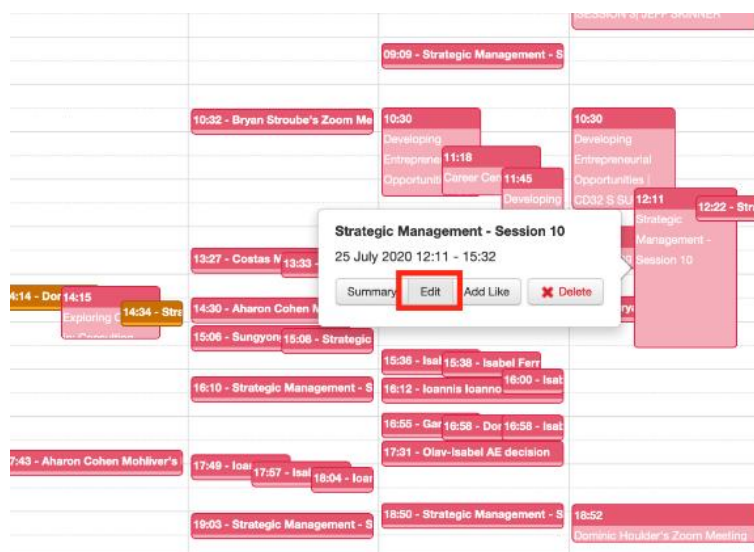 SESSION 3| JEFF SKINNER
09:09 - Strategic Management - S
10:32 - Bryan Stroube's Zoom Me
10:30
Developing
Entreprene
Opportuniti
11:18
Career Cen
11:45
Developing
10:30
Developing
Entrepreneurial
Opportunities |
CD32 S SU
12:11
Strategic
Management -
Session 10
12:22 - Str
Strategic Management - Session 10
25 July 2020 12:11 - 15:32
Summary
Edit
Add Like
Delete
13:27 - Costas M
13:33 -
4:14 - Dor
14:15
Exploring C
14:34 - Stra
14:30 - Aharon Cohen M
15:06 - Sungyon
15:08 - Strategic
15:36 - Isal
15:38 - Isabel Ferr
16:10 - Strategic Management - S
16:12 - Ioannis Ioanno
16:00 - Isab
16:55 - Gar
16:58 - Dor
16:58 - Isab
17:31 - Olav-Isabel AE decision
7:43 - Aharon Cohen Mohliver's
17:49 - Ioa
17:57 - Isal
18:04 - Ioar
18:50 - Strategic Management - S
18:52
Dominic Houlder's Zoom Meeting
19:03 - Strategic Management - S